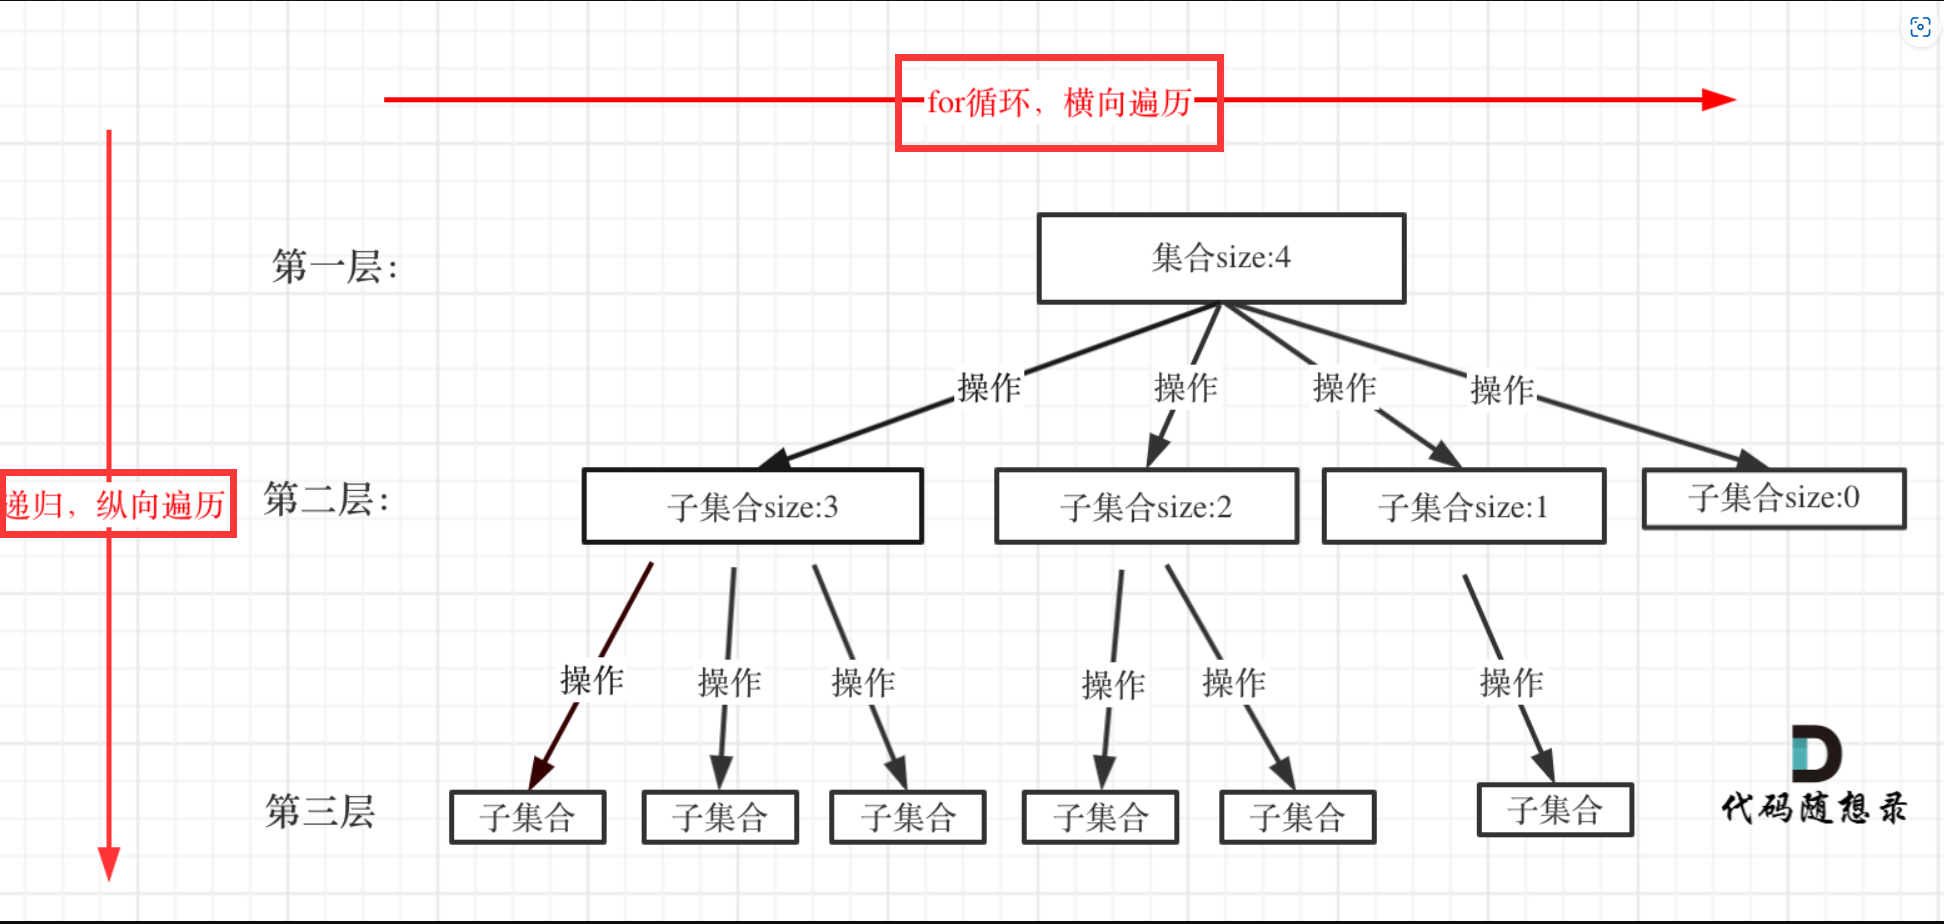 for循环，横向遍历
第一层：
集合size:4
操作
操作
操作
操作
递归，纵向遍历
第二层：
子集合size:3
子集合size:2
子集合size:1
子集合size:0
操作
操作
操作
操作
操作
操作
第三层
子集合
子集合
子集合
子集合
子集合
子集合
代码随想录